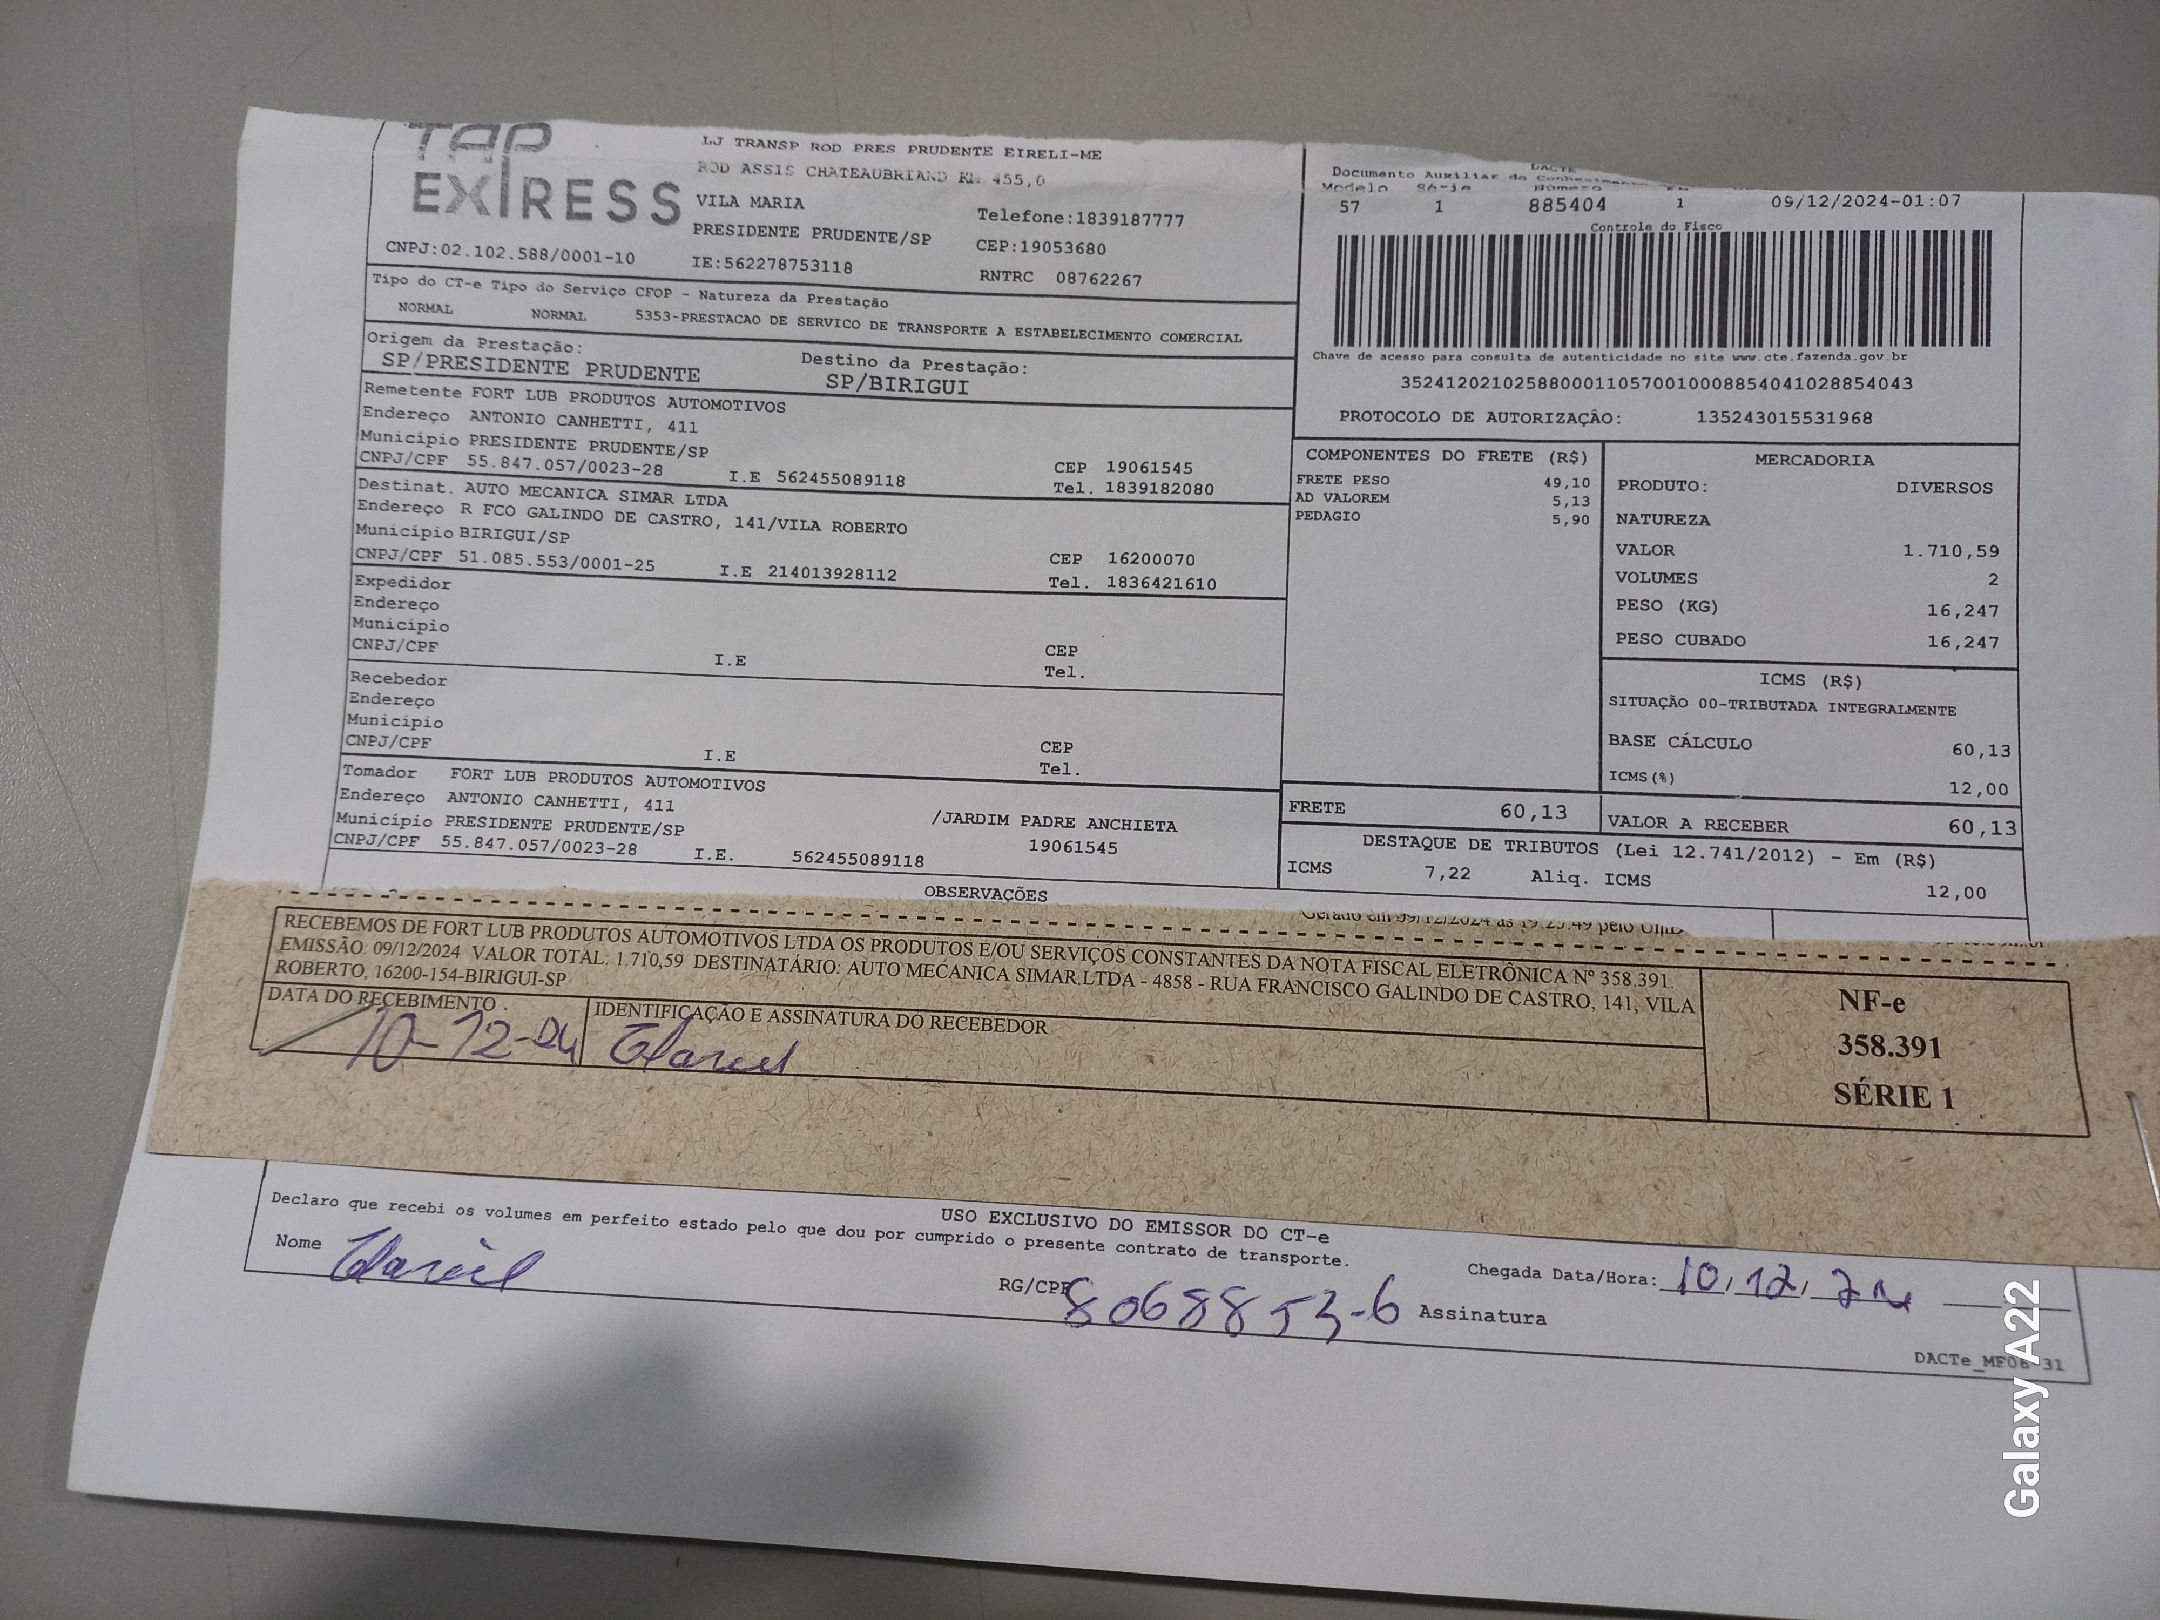 TAP
EXPRESS
LJ TRANSP ROD PRES PRUDENTE EIRELI-ME
ROD ASSIS CHATEAUBRIAND KM 455,0
VILA MARIA
Telefone:1839187777
PRESIDENTE PRUDENTE/SP
CEP:19053680
CNPJ:02.102.588/0001-10
IE:562278753118
RNTRC 08762267
DACTE
Documento Auxiliar do Conhecimento
Modelo Série Número
57 1 885404 1 09/12/2024-01:07
Controle do Fisco
Chave de acesso para consulta de autenticidade no site www.cte.fazenda.gov.br
35241202102588000110570010008854041028854043
PROTOCOLO DE AUTORIZAÇÃO: 135243015531968
Tipo do CT-e Tipo do Serviço CFOP - Natureza da Prestação
NORMAL NORMAL 5353-PRESTACAO DE SERVICO DE TRANSPORTE A ESTABELECIMENTO COMERCIAL
Origem da Prestação: Destino da Prestação:
SP/PRESIDENTE PRUDENTE SP/BIRIGUI
Remetente FORT LUB PRODUTOS AUTOMOTIVOS
Endereço ANTONIO CANHETTI, 411
Município PRESIDENTE PRUDENTE/SP CEP 19061545
CNPJ/CPF 55.847.057/0023-28 I.E 562455089118 Tel. 1839182080
Destinat. AUTO MECANICA SIMAR LTDA
Endereço R FCO GALINDO DE CASTRO, 141/VILA ROBERTO
Município BIRIGUI/SP CEP 16200070
CNPJ/CPF 51.085.553/0001-25 I.E 214013928112 Tel. 1836421610
Expedidor
Endereço
Município CEP
CNPJ/CPF I.E Tel.
Recebedor
Endereço
Município CEP
CNPJ/CPF I.E Tel.
Tomador FORT LUB PRODUTOS AUTOMOTIVOS
Endereço ANTONIO CANHETTI, 411 /JARDIM PADRE ANCHIETA
Município PRESIDENTE PRUDENTE/SP 19061545
CNPJ/CPF 55.847.057/0023-28 I.E. 562455089118
OBSERVAÇÕES
COMPONENTES DO FRETE (R$)
FRETE PESO 49,10
AD VALOREM 5,13
PEDAGIO 5,90
FRETE 60,13
MERCADORIA
PRODUTO: DIVERSOS
NATUREZA
VALOR 1.710,59
VOLUMES 2
PESO (KG) 16,247
PESO CUBADO 16,247
ICMS (R$)
SITUAÇÃO 00-TRIBUTADA INTEGRALMENTE
BASE CÁLCULO 60,13
ICMS(%) 12,00
VALOR A RECEBER 60,13
DESTAQUE DE TRIBUTOS (Lei 12.741/2012) - Em (R$)
ICMS 7,22 Aliq. ICMS 12,00
Gerado em 09/12/2024 às 19:25:49 pelo
RECEBEMOS DE FORT LUB PRODUTOS AUTOMOTIVOS LTDA OS PRODUTOS E/OU SERVIÇOS CONSTANTES DA NOTA FISCAL ELETRÔNICA Nº 358.391.
EMISSÃO: 09/12/2024 VALOR TOTAL: 1.710,59 DESTINATÁRIO: AUTO MECANICA SIMAR LTDA - 4858 - RUA FRANCISCO GALINDO DE CASTRO, 141, VILA
ROBERTO, 16200-154-BIRIGUI-SP
DATA DO RECEBIMENTO
10-12-24
IDENTIFICAÇÃO E ASSINATURA DO RECEBEDOR
NF-e
358.391
SÉRIE 1
USO EXCLUSIVO DO EMISSOR DO CT-e
Declaro que recebi os volumes em perfeito estado pelo que dou por cumprido o presente contrato de transporte.
Nome
RG/CPF 8068853-6
Assinatura
Chegada Data/Hora: 10,12,24
DACTe_MF06-31
Galaxy A22